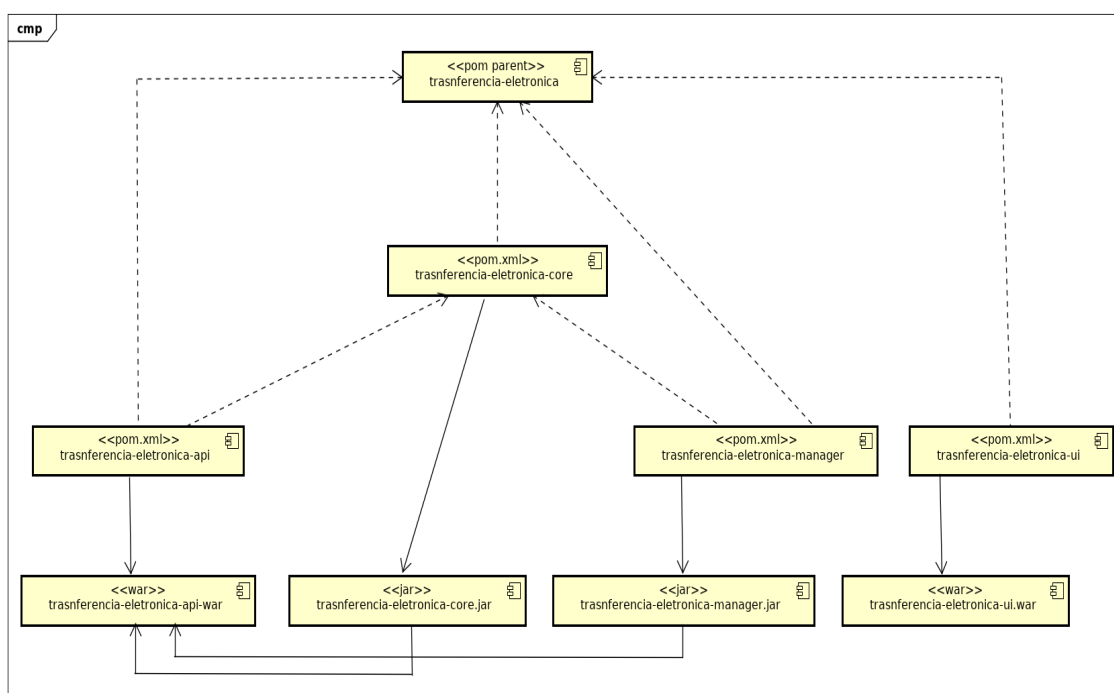 cmp
<<pom parent>>
trasnferencia-eletronica
<<pom.xml>>
trasnferencia-eletronica-core
<<pom.xml>>
trasnferencia-eletronica-api
<<pom.xml>>
trasnferencia-eletronica-manager
<<pom.xml>>
trasnferencia-eletronica-ui
<<war>>
trasnferencia-eletronica-api-war
<<jar>>
trasnferencia-eletronica-core.jar
<<jar>>
trasnferencia-eletronica-manager.jar
<<war>>
trasnferencia-eletronica-ui.war